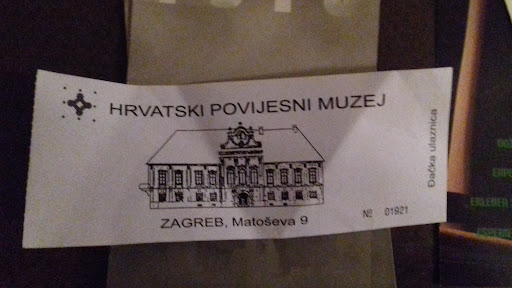 HRVATSKI POVIJESNI MUZEJ
ZAGREB, Matoševa 9
№ 01921
Đačka ulaznica